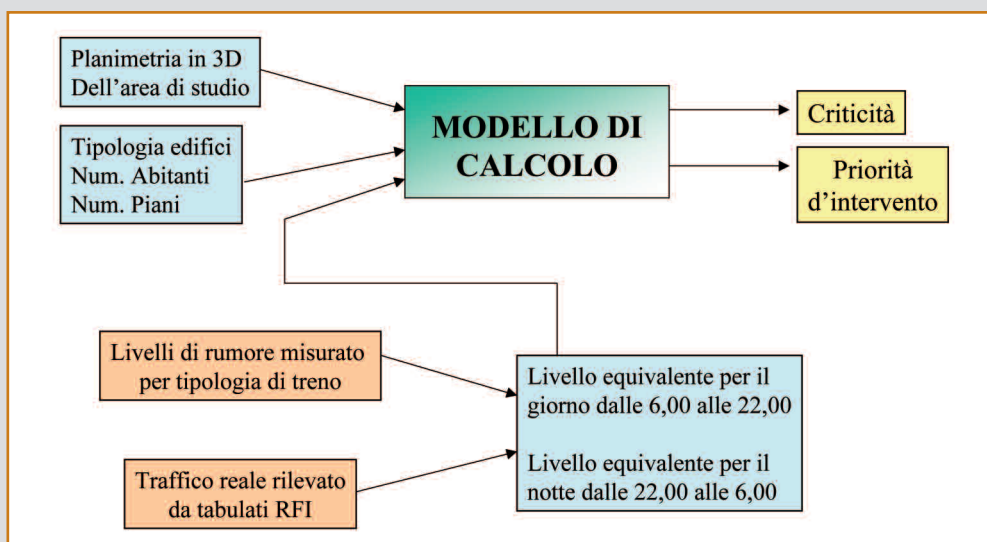 Planimetria in 3D
Dell'area di studio
Tipologia edifici
Num. Abitanti
Num. Piani
MODELLO DI
CALCOLO
Criticità
Priorità
d'intervento
Livelli di rumore misurato
per tipologia di treno
Traffico reale rilevato
da tabulati RFI
Livello equivalente per il
giorno dalle 6,00 alle 22,00
Livello equivalente per il
notte dalle 22,00 alle 6,00